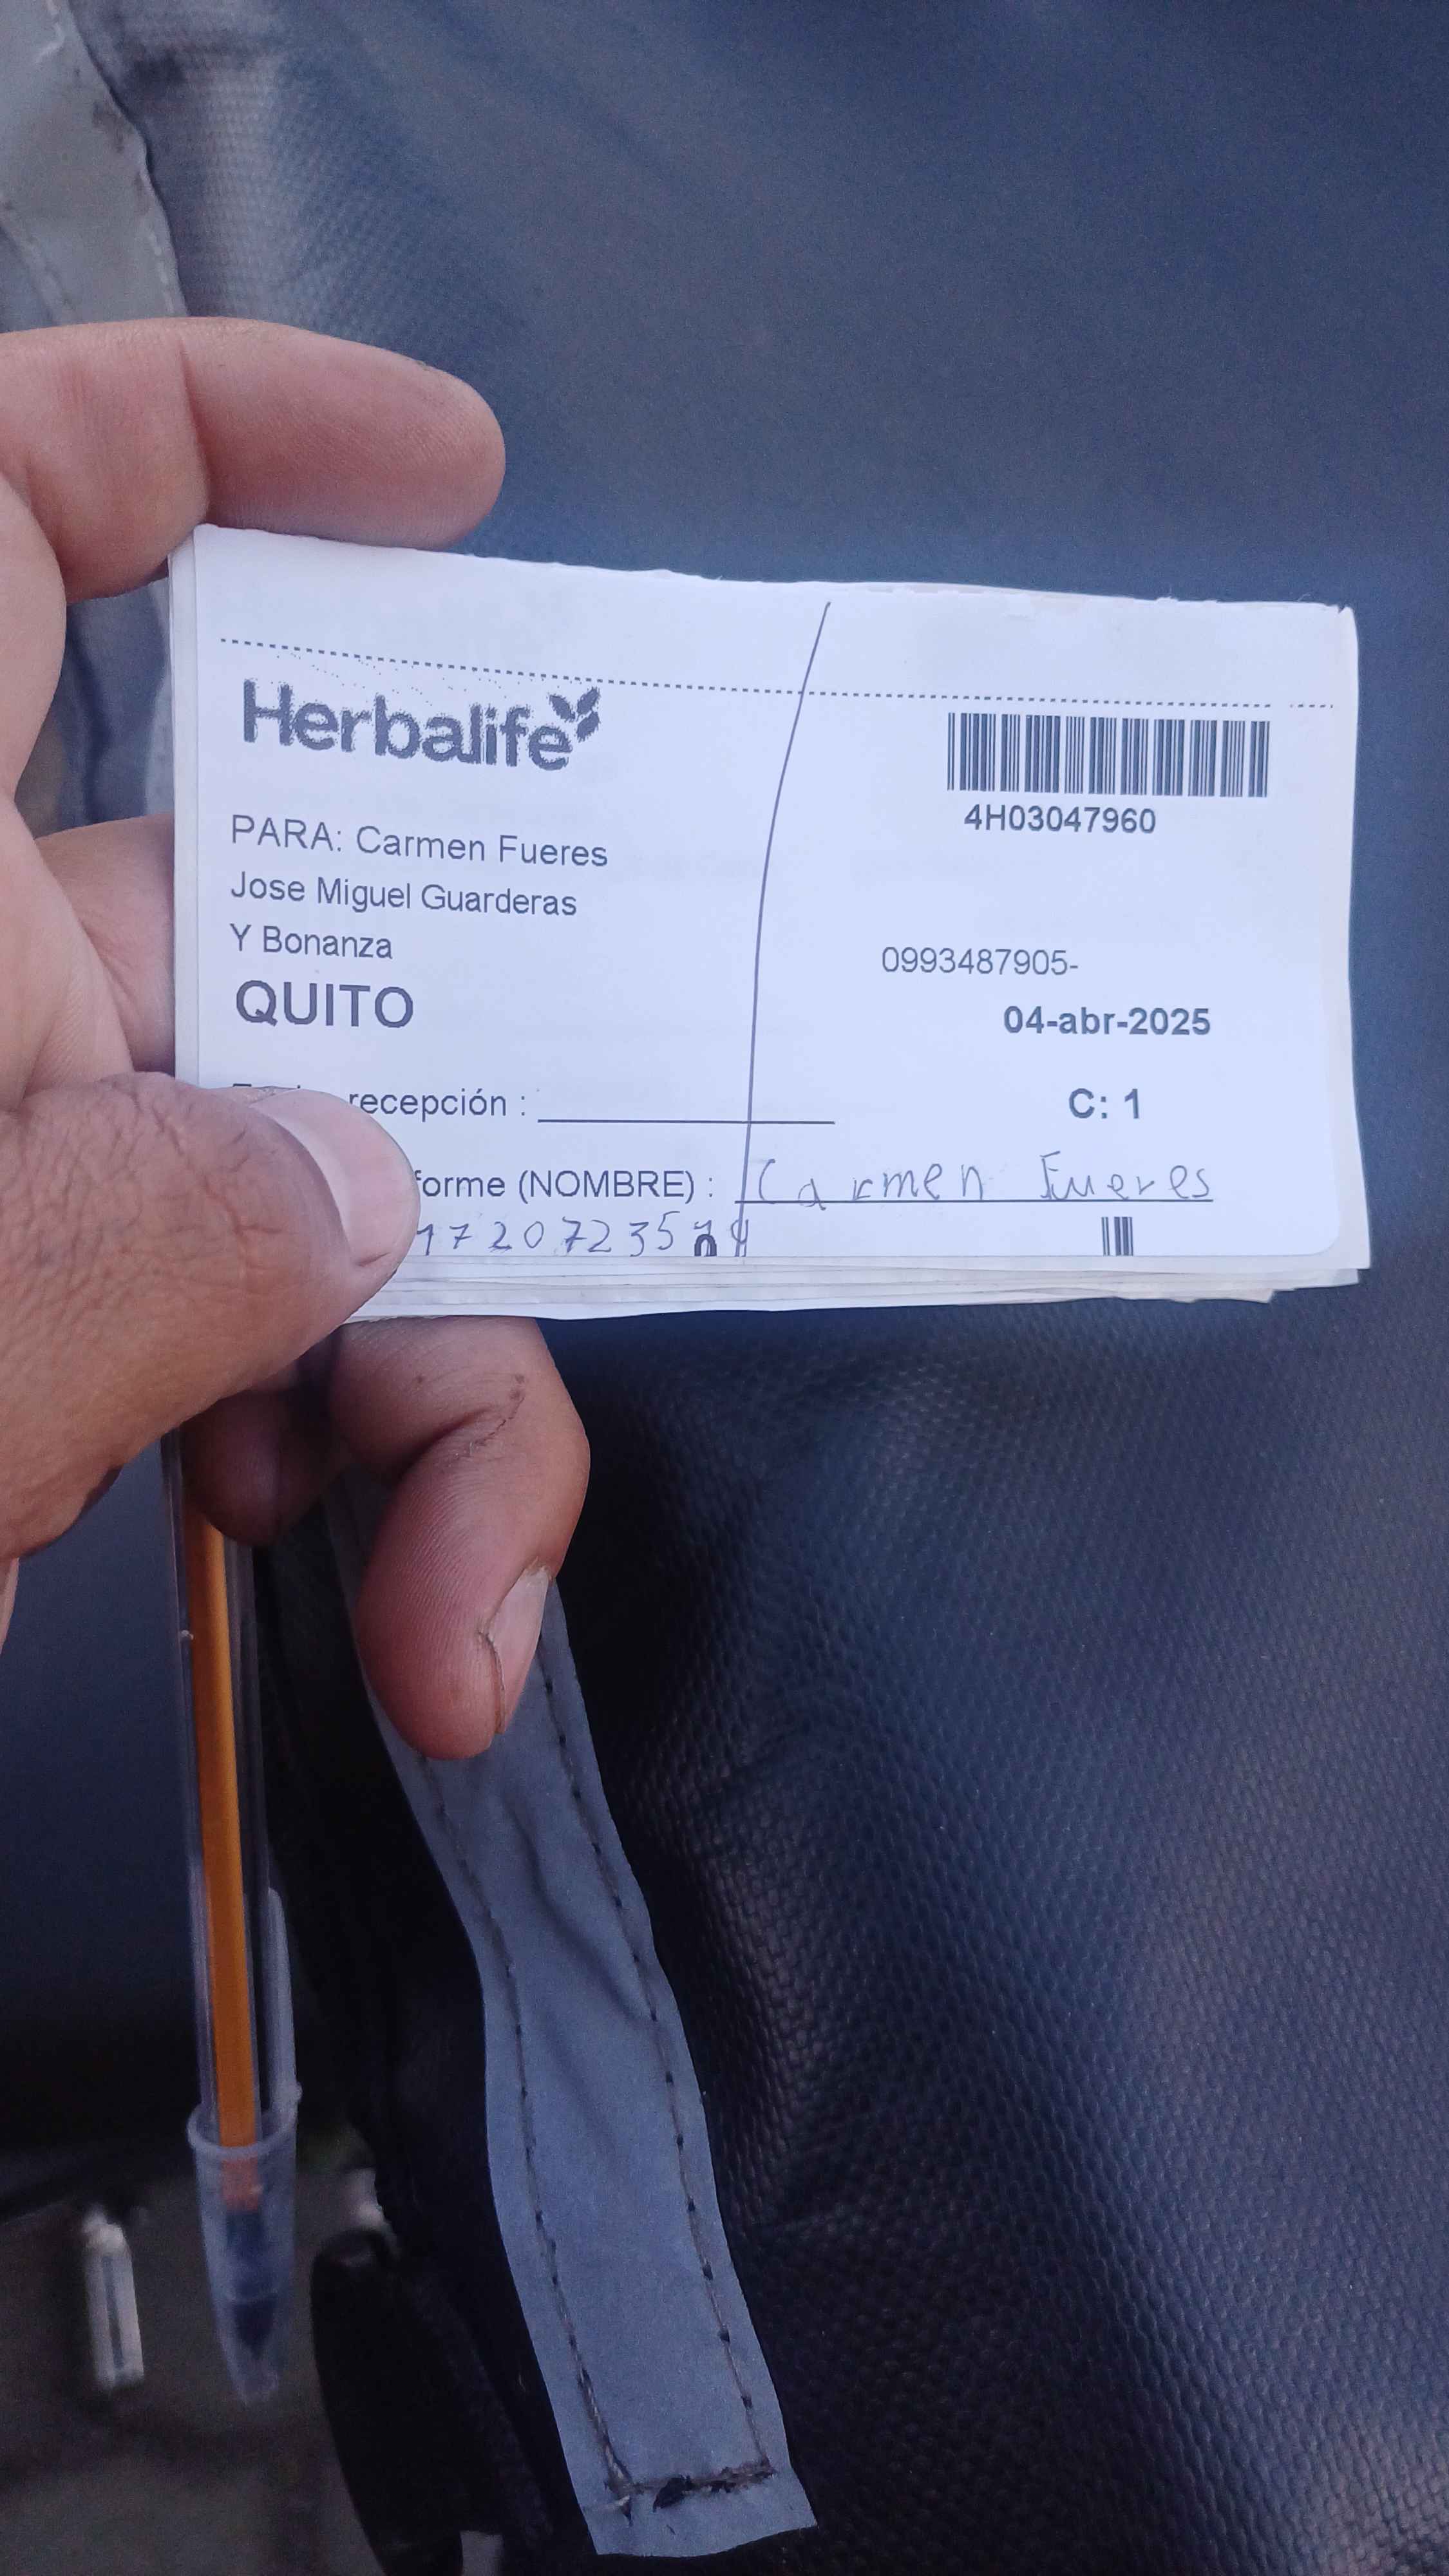 Herbalife
4H03047960
PARA: Carmen Fueres
Jose Miguel Guarderas
Y Bonanza
0993487905-
QUITO
04-abr-2025
recepción :
C: 1
forme (NOMBRE) : Carmen Fueres